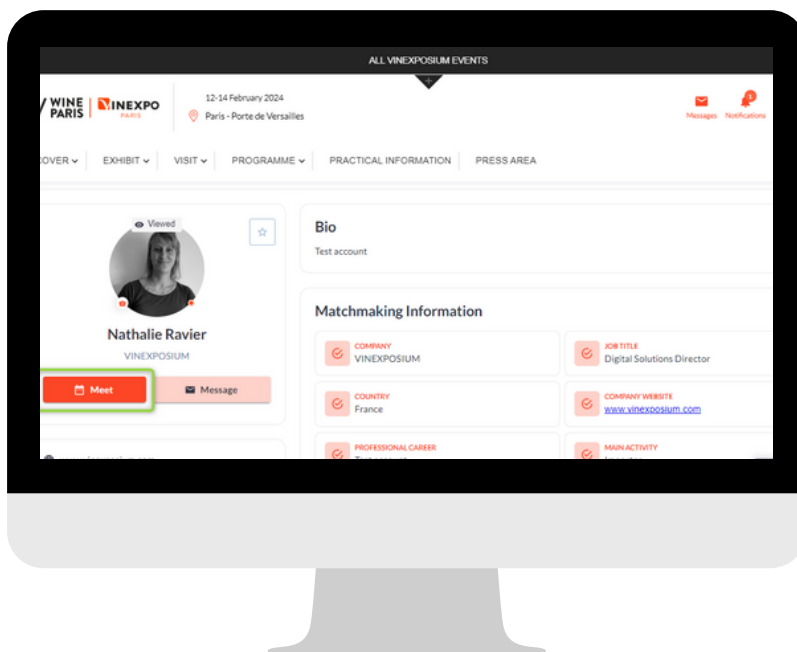 ALL VINEXPOSIUM EVENTS
+
WINE
PARIS
VINEXPO
PARIS
12-14 February 2024
Paris - Porte de Versailles
Messages
1
Notifications
OVER
EXHIBIT
VISIT
PROGRAMME
PRACTICAL INFORMATION
PRESS AREA
Viewed
Nathalie Ravier
VINEXPOSIUM
Meet
Message
Bio
Test account
Matchmaking Information
COMPANY
VINEXPOSIUM
JOB TITLE
Digital Solutions Director
COUNTRY
France
COMPANY WEBSITE
www.vinexposium.com
PROFESSIONAL CAREER
MAIN ACTIVITY